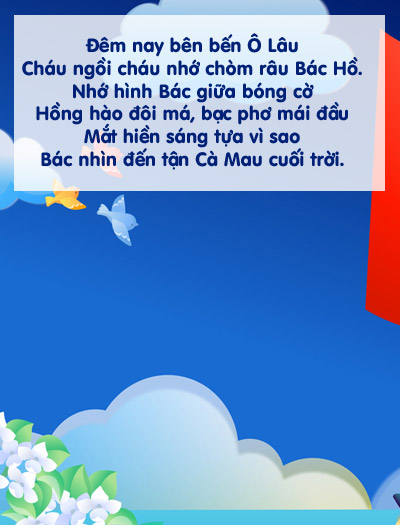 Đêm nay bên bến Ô Lâu
Cháu ngồi cháu nhớ chòm râu Bác Hồ.
Nhớ hình Bác giữa bóng cờ
Hồng hào đôi má, bạc phơ mái đầu
Mắt hiền sáng tựa vì sao
Bác nhìn đến tận Cà Mau cuối trời.